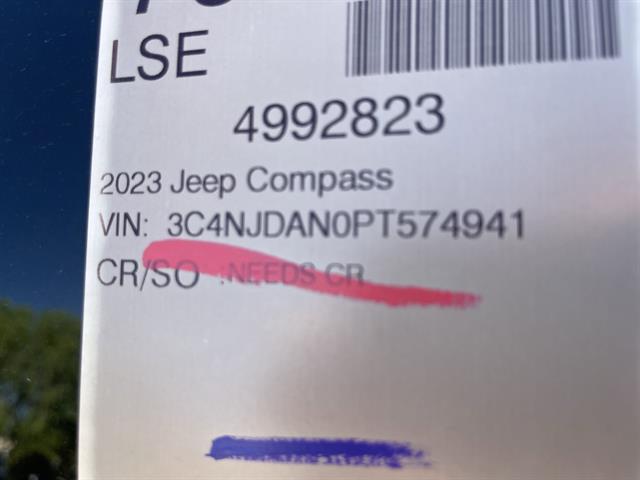 LSE
4992823
2023 Jeep Compass
VIN: 3C4NJDAN0PT574941
CR/SO :NEEDS CR